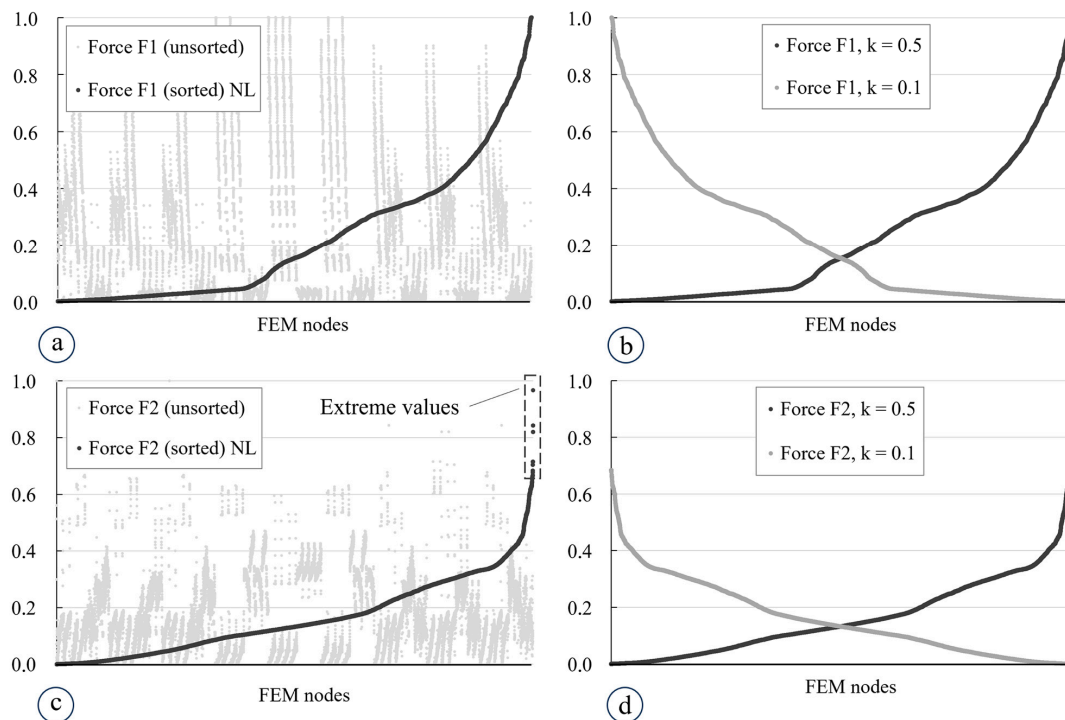 1.0
0.8
0.6
0.4
0.2
0.0
Force F1 (unsorted)
Force F1 (sorted) NL
FEM nodes
a
1.0
0.8
0.6
0.4
0.2
0.0
Force F1, k = 0.5
Force F1, k = 0.1
FEM nodes
b
1.0
0.8
0.6
0.4
0.2
0.0
Force F2 (unsorted)
Force F2 (sorted) NL
Extreme values
FEM nodes
c
1.0
0.8
0.6
0.4
0.2
0.0
Force F2, k = 0.5
Force F2, k = 0.1
FEM nodes
d